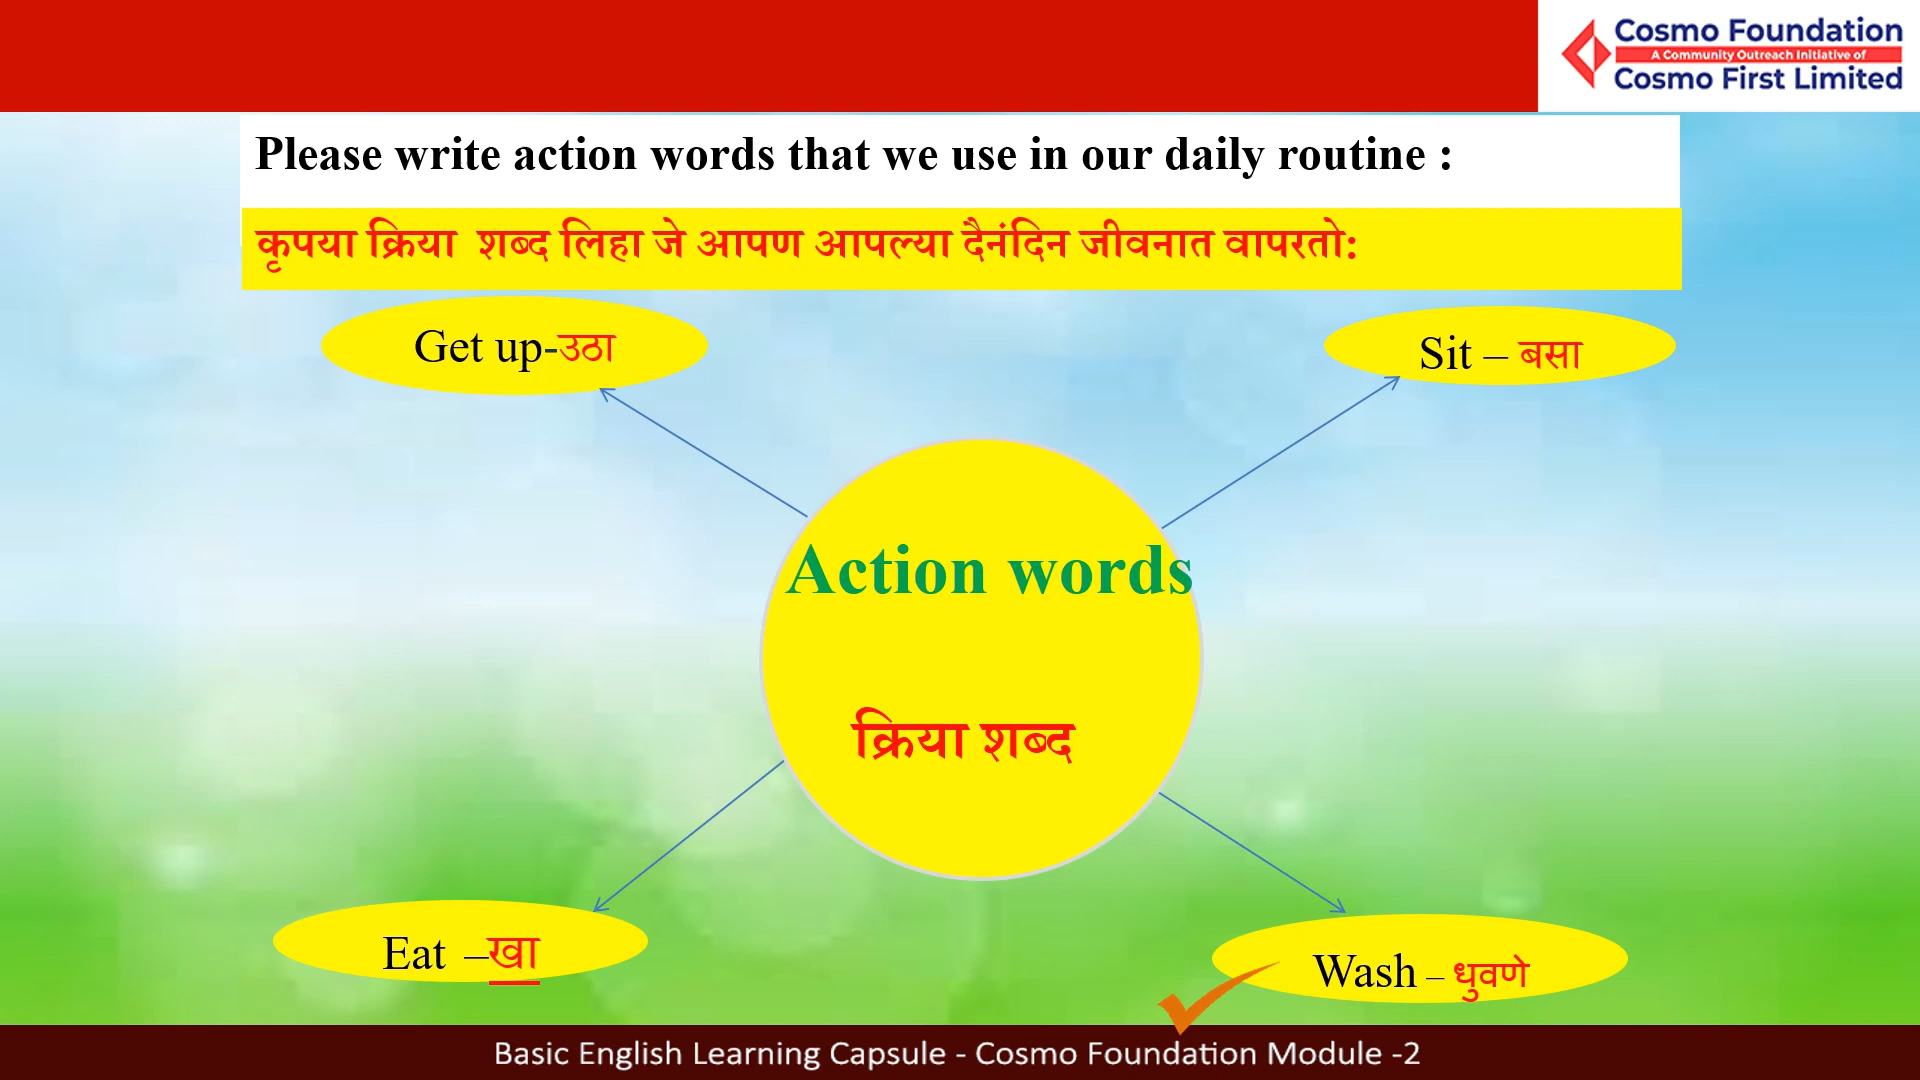 Cosmo Foundation
A Community Outreach Initiative of
Cosmo First Limited
Please write action words that we use in our daily routine :
कृपया क्रिया शब्द लिहा जे आपण आपल्या दैनंदिन जीवनात वापरतो:
Get up-उठा
Sit – बसा
Action words
क्रिया शब्द
Eat –खा
Wash – धुवणे
Basic English Learning Capsule - Cosmo Foundation Module -2